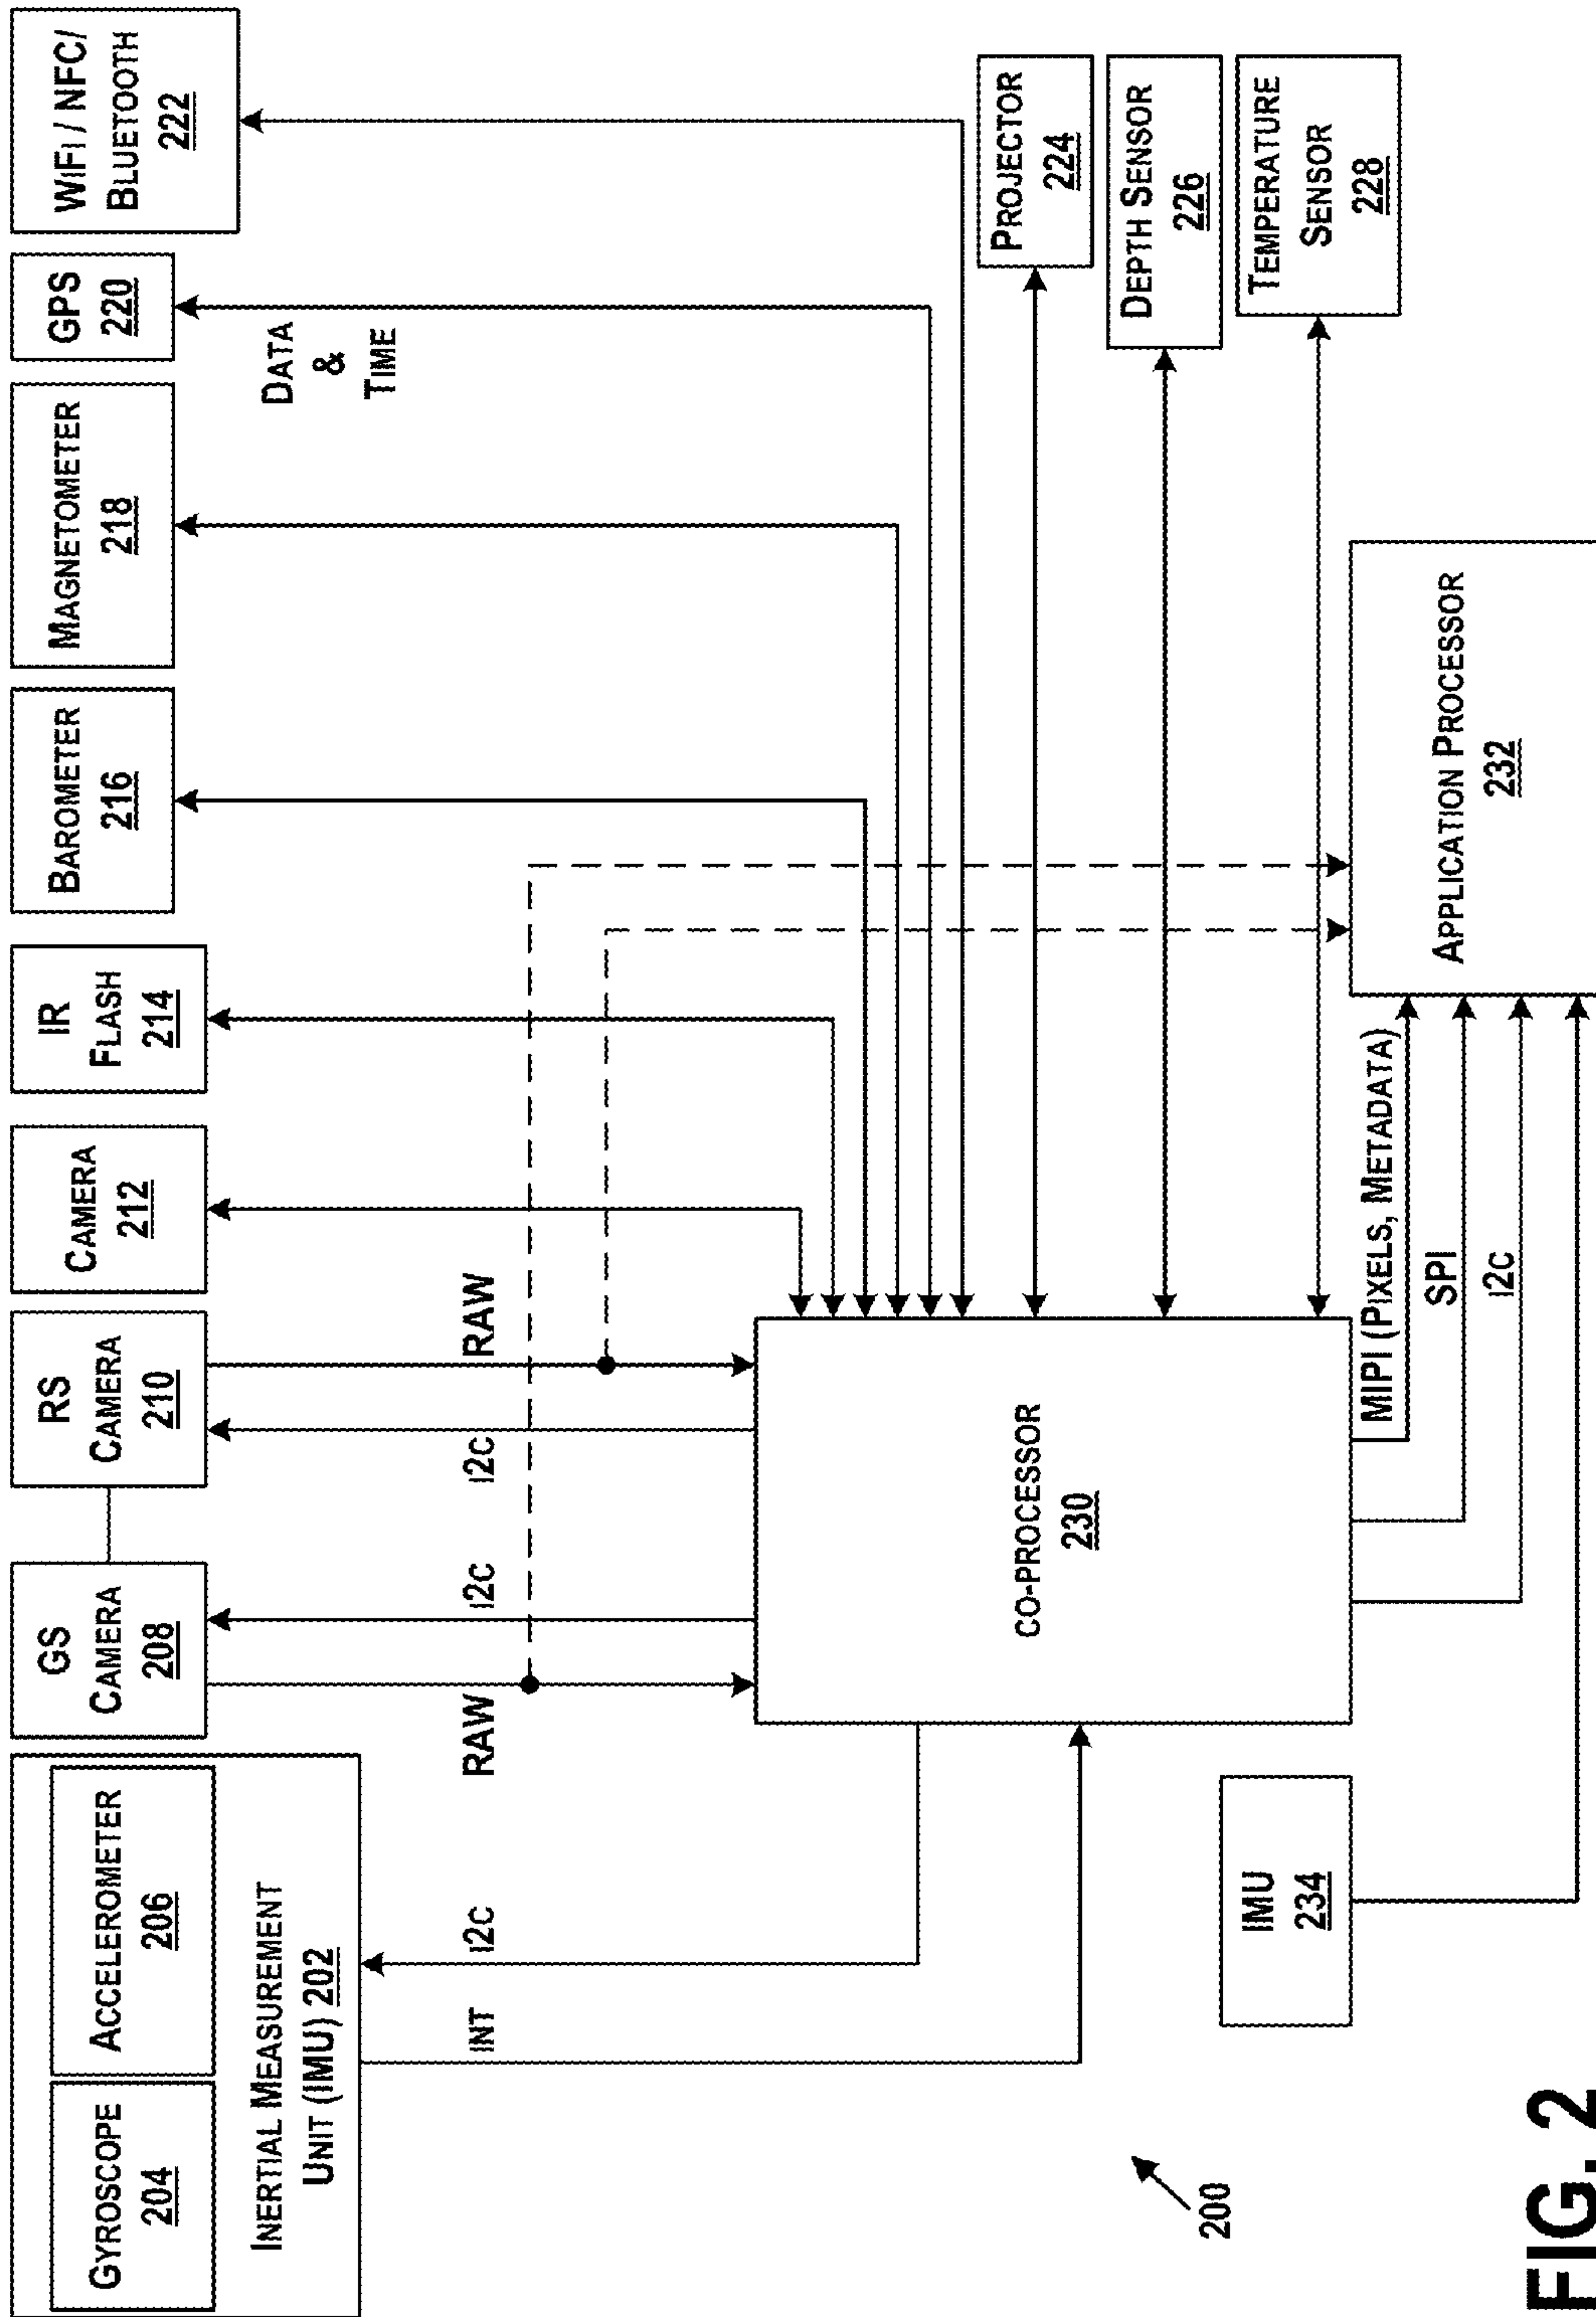 GYROSCOPE
204
ACCELEROMETER
206
INERTIAL MEASUREMENT
UNIT (IMU) 202
GS
CAMERA
208
RS
CAMERA
210
CAMERA
212
IR
FLASH
214
BAROMETER
216
MAGNETOMETER
218
GPS
220
WIFI / NFC/
BLUETOOTH
222
DATA
&
TIME
INT
I2C
RAW
I2C
I2C
RAW
PROJECTOR
224
DEPTH SENSOR
226
TEMPERATURE
SENSOR
228
CO-PROCESSOR
230
IMU
234
MIPI (PIXELS, METADATA)
SPI
I2C
APPLICATION PROCESSOR
232
200
FIG. 2